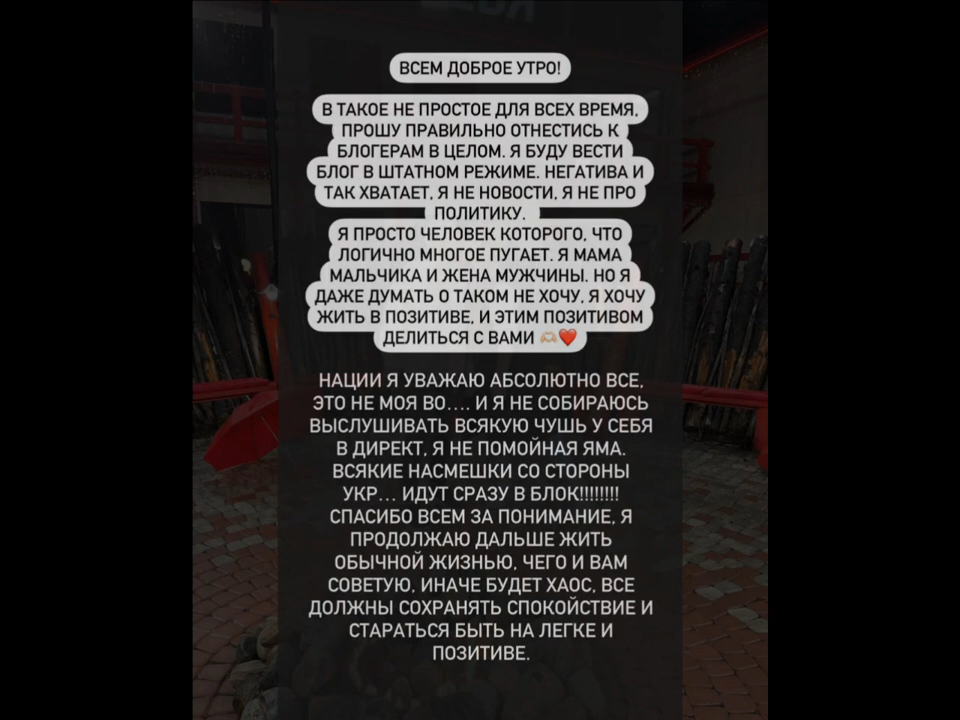 ВСЕМ ДОБРОЕ УТРО!
В ТАКОЕ НЕ ПРОСТОЕ ДЛЯ ВСЕХ ВРЕМЯ,
ПРОШУ ПРАВИЛЬНО ОТНЕСТИСЬ К
БЛОГЕРАМ В ЦЕЛОМ. Я БУДУ ВЕСТИ
БЛОГ В ШТАТНОМ РЕЖИМЕ. НЕГАТИВА И
ТАК ХВАТАЕТ, Я НЕ НОВОСТИ, Я НЕ ПРО
ПОЛИТИКУ.
Я ПРОСТО ЧЕЛОВЕК КОТОРОГО, ЧТО
ЛОГИЧНО МНОГОЕ ПУГАЕТ. Я МАМА
МАЛЬЧИКА И ЖЕНА МУЖЧИНЫ. НО Я
ДАЖЕ ДУМАТЬ О ТАКОМ НЕ ХОЧУ, Я ХОЧУ
ЖИТЬ В ПОЗИТИВЕ, И ЭТИМ ПОЗИТИВОМ
ДЕЛИТЬСЯ С ВАМИ 🫶🏼❤️
НАЦИИ Я УВАЖАЮ АБСОЛЮТНО ВСЕ,
ЭТО НЕ МОЯ ВО.... И Я НЕ СОБИРАЮСЬ
ВЫСЛУШИВАТЬ ВСЯКУЮ ЧУШЬ У СЕБЯ
В ДИРЕКТ, Я НЕ ПОМОЙНАЯ ЯМА.
ВСЯКИЕ НАСМЕШКИ СО СТОРОНЫ
УКР... ИДУТ СРАЗУ В БЛОК!!!!!!!!
СПАСИБО ВСЕМ ЗА ПОНИМАНИЕ, Я
ПРОДОЛЖАЮ ДАЛЬШЕ ЖИТЬ
ОБЫЧНОЙ ЖИЗНЬЮ, ЧЕГО И ВАМ
СОВЕТУЮ, ИНАЧЕ БУДЕТ ХАОС, ВСЕ
ДОЛЖНЫ СОХРАНЯТЬ СПОКОЙСТВИЕ И
СТАРАТЬСЯ БЫТЬ НА ЛЕГКЕ И
ПОЗИТИВЕ.